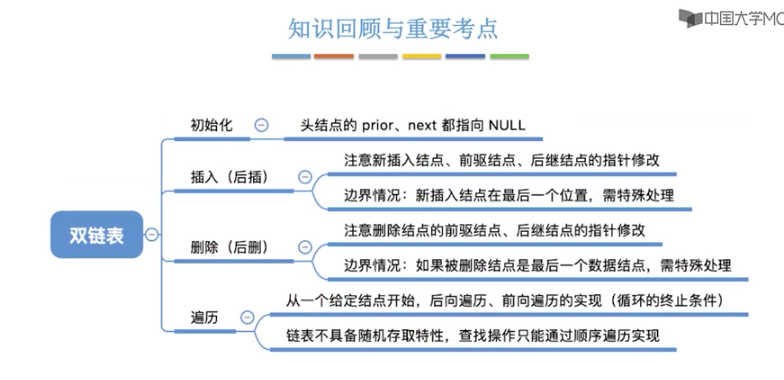 知识回顾与重要考点
中国大学MO
初始化
头结点的 prior、next 都指向 NULL
插入（后插）
注意新插入结点、前驱结点、后继结点的指针修改
边界情况：新插入结点在最后一个位置，需特殊处理
双链表
删除（后删）
注意删除结点的前驱结点、后继结点的指针修改
边界情况：如果被删除结点是最后一个数据结点，需特殊处理
遍历
从一个给定结点开始，后向遍历、前向遍历的实现（循环的终止条件）
链表不具备随机存取特性，查找操作只能通过顺序遍历实现